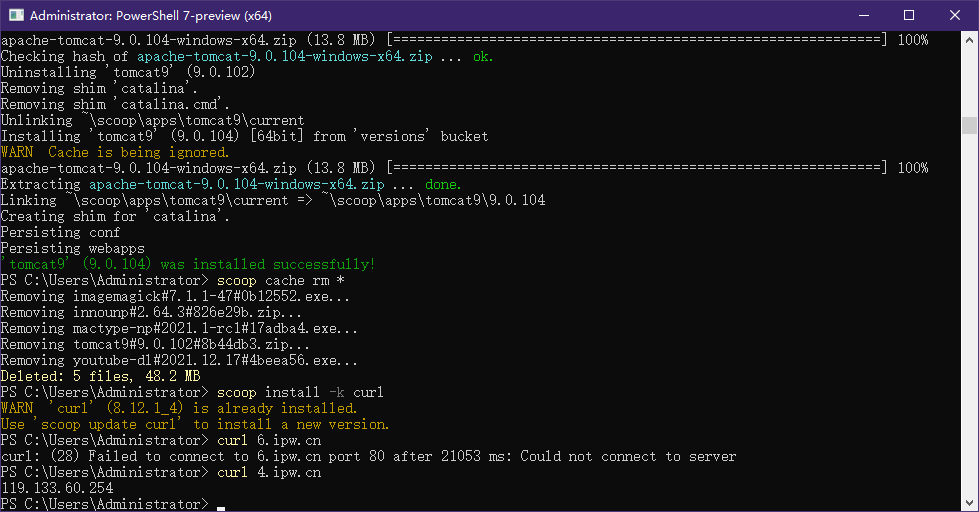 Administrator: PowerShell 7-preview (x64)
apache-tomcat-9.0.104-windows-x64.zip (13.8 MB) [=============================================================] 100%
Checking hash of apache-tomcat-9.0.104-windows-x64.zip ... ok.
Uninstalling 'tomcat9' (9.0.102)
Removing shim 'catalina'.
Removing shim 'catalina.cmd'.
Unlinking ~\scoop\apps\tomcat9\current
Installing 'tomcat9' (9.0.104) [64bit] from 'versions' bucket
WARN  Cache is being ignored.
apache-tomcat-9.0.104-windows-x64.zip (13.8 MB) [=============================================================] 100%
Extracting apache-tomcat-9.0.104-windows-x64.zip ... done.
Linking ~\scoop\apps\tomcat9\current => ~\scoop\apps\tomcat9\9.0.104
Creating shim for 'catalina'.
Persisting conf
Persisting webapps
'tomcat9' (9.0.104) was installed successfully!
PS C:\Users\Administrator> scoop cache rm *
Removing imagemagick#7.1.1-47#0b12552.exe...
Removing innounp#2.64.3#826e29b.zip...
Removing mactype-np#2021.1-rc1#17adba4.exe...
Removing tomcat9#9.0.102#8b44db3.zip...
Removing youtube-dl#2021.12.17#4beea56.exe...
Deleted: 5 files, 48.2 MB
PS C:\Users\Administrator> scoop install -k curl
WARN  'curl' (8.12.1_4) is already installed.
Use 'scoop update curl' to install a new version.
PS C:\Users\Administrator> curl 6.ipw.cn
curl: (28) Failed to connect to 6.ipw.cn port 80 after 21053 ms: Could not connect to server
PS C:\Users\Administrator> curl 4.ipw.cn
119.133.60.254
PS C:\Users\Administrator>